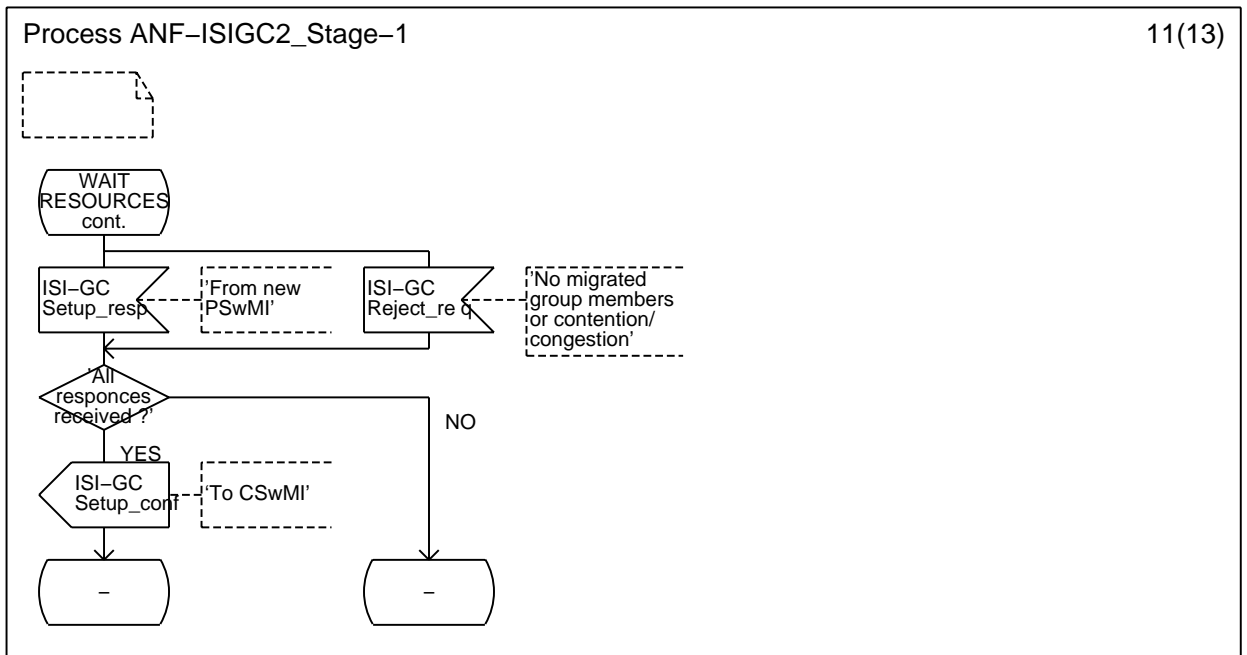 Process ANF−ISIGC2_Stage−1
11(13)
WAIT
RESOURCES
cont.
ISI−GC
Setup_resp
'From new
PSwMI'
ISI−GC
Reject_re q
'No migrated
group members
or contention/
congestion'
'All
responces
received ?'
NO
YES
ISI−GC
Setup_conf
'To CSwMI'
−
−